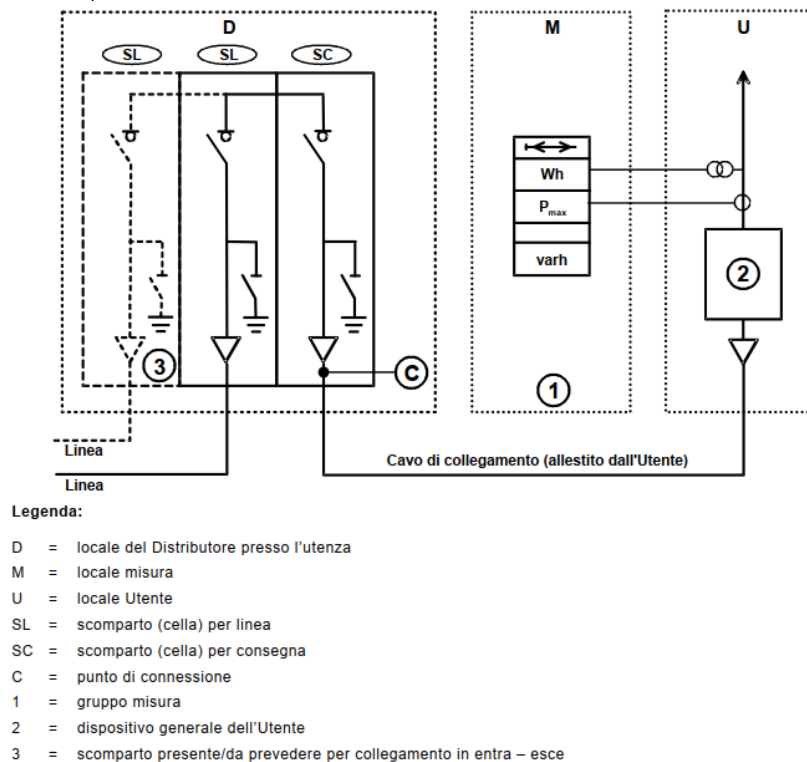 D
M
U
SL
SL
SC
Wh
Pmax
varh
2
3
C
1
Linea
Cavo di collegamento (allestito dall'Utente)
Linea
Legenda:
D = locale del Distributore presso l'utenza
M = locale misura
U = locale Utente
SL = scomparto (cella) per linea
SC = scomparto (cella) per consegna
C = punto di connessione
1 = gruppo misura
2 = dispositivo generale dell'Utente
3 = scomparto presente/da prevedere per collegamento in entra – esce